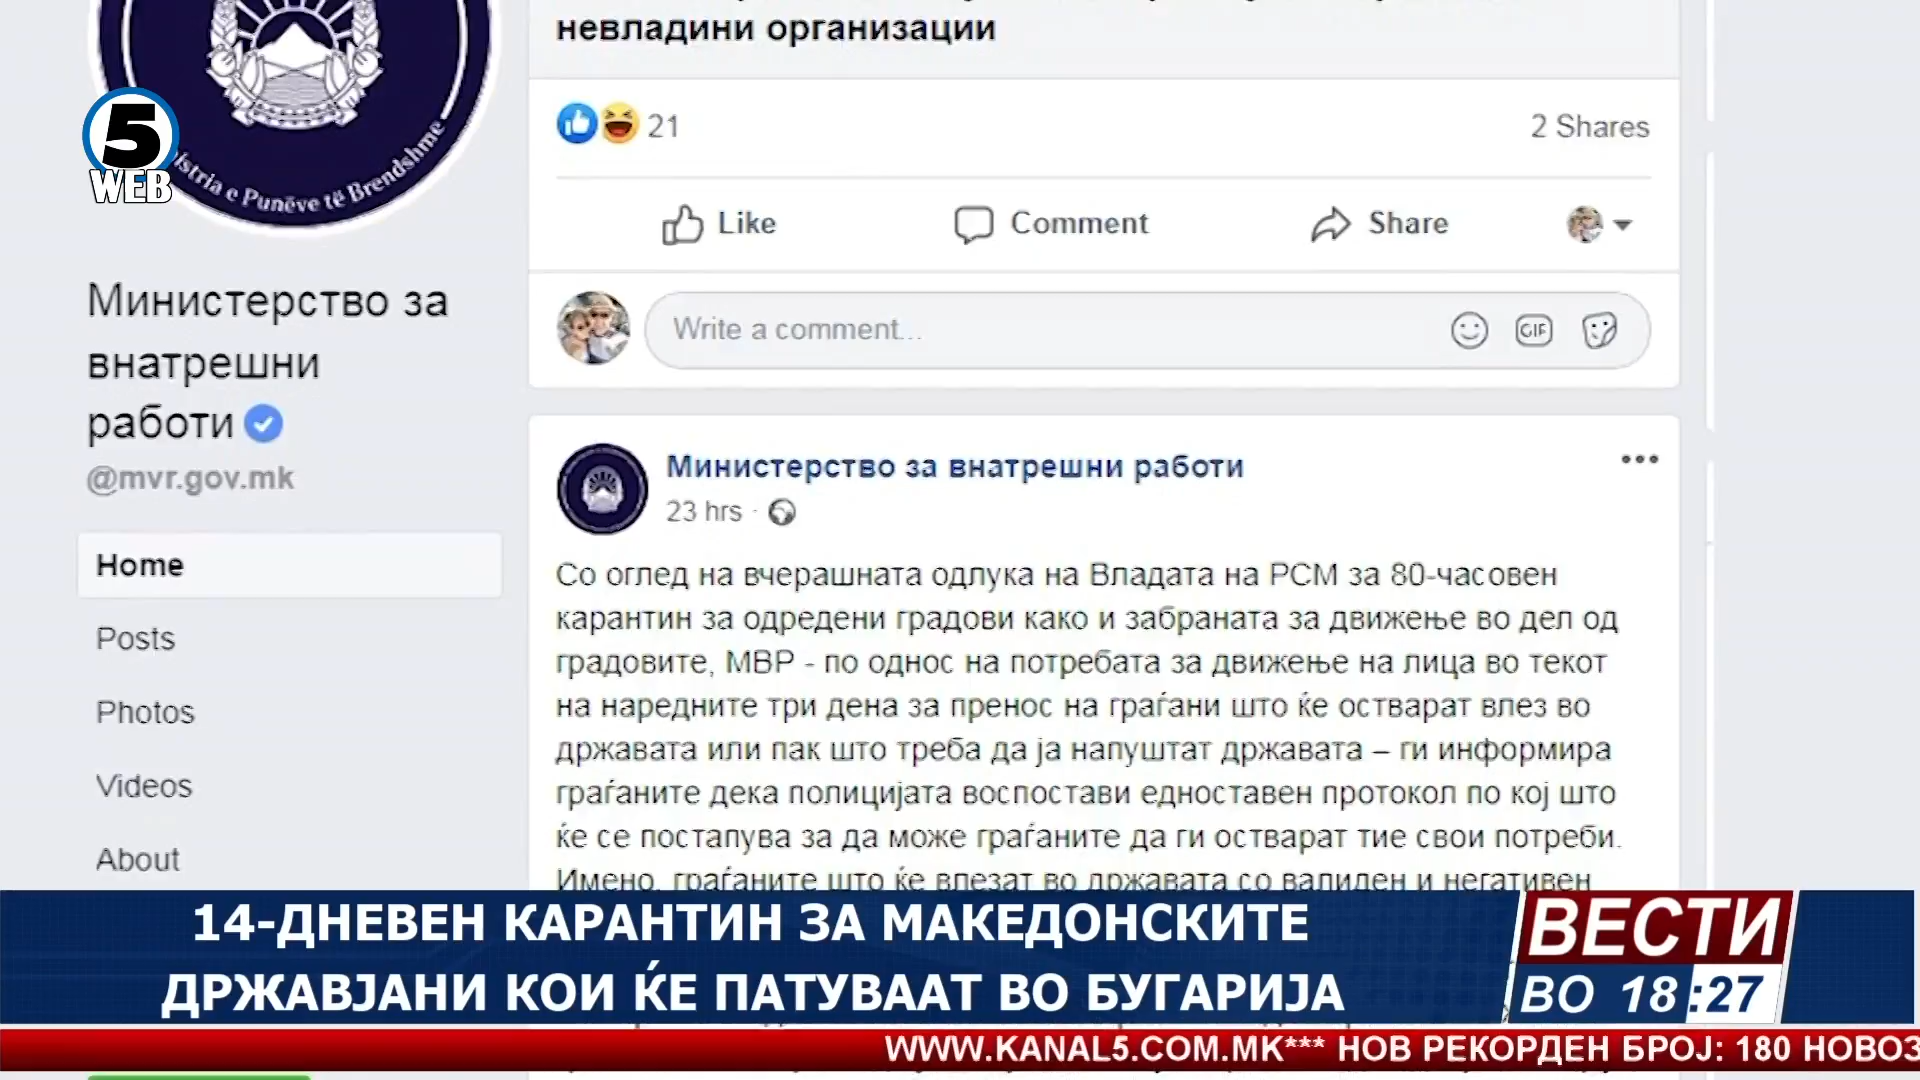 невладини организации
21
2 Shares
Like
Comment
Share
Write a comment...
GIF
5
WEB
istria e Punëve të Brendshme
Министерство за
внатрешни
работи
@mvr.gov.mk
Home
Posts
Photos
Videos
About
Министерство за внатрешни работи
23 hrs ·
Со оглед на вчерашната одлука на Владата на РСМ за 80-часовен
карантин за одредени градови како и забраната за движење во дел од
градовите, МВР - по однос на потребата за движење на лица во текот
на наредните три дена за пренос на граѓани што ќе остварат влез во
државата или пак што треба да ја напуштат државата – ги информира
граѓаните дека полицијата воспостави едноставен протокол по кој што
ќе се постапува за да може граѓаните да ги остварат тие свои потреби.
Имено, граѓаните што ќе влезат во државата со валиден и негативен
14-ДНЕВЕН КАРАНТИН ЗА МАКЕДОНСКИТЕ
ДРЖАВЈАНИ КОИ ЌЕ ПАТУВААТ ВО БУГАРИЈА
ВЕСТИ
ВО 18:27
WWW.KANAL5.COM.MK*** НОВ РЕКОРДЕН БРОЈ: 180 НОВОЗ